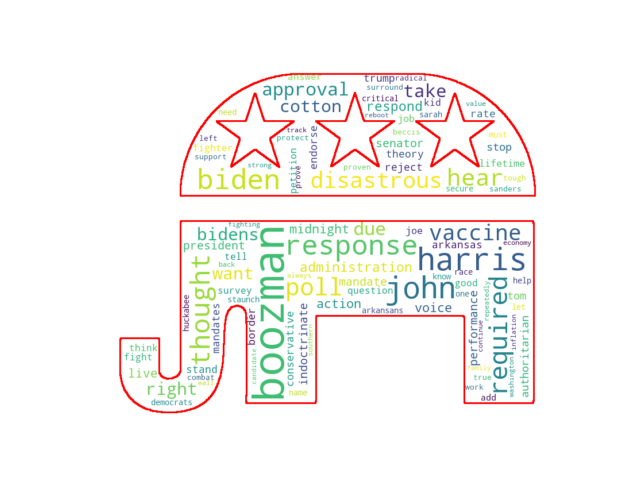 answer
trump radical
approval
surround
take
critical
cotton
respond
kid
value
need
reboot
job
sarah
rate
left
track
beccis
must
fighter
protect
endorse
senator
stop
support
theory
strong
petition
prove
proven
reject
lifetime
biden
disastrous
hear
tough
secure
sanders
fighting
bidens
boozman
midnight
due
joe
vaccine
president
response
arkansas
economy
tell
harris
back
want
administration
know
race
thought
always
poll
mandate
john
good
help
survey
question
one
repeatedly
required
tom
staunch
action
arkansans
voice
let
huckabee
mandates
border
conservative
indoctrinate
southern
performance
continue
inflation
authoritarian
think
fight
stand
candidate
live
combat
true
washington
right
wall
work
democrats
name
add